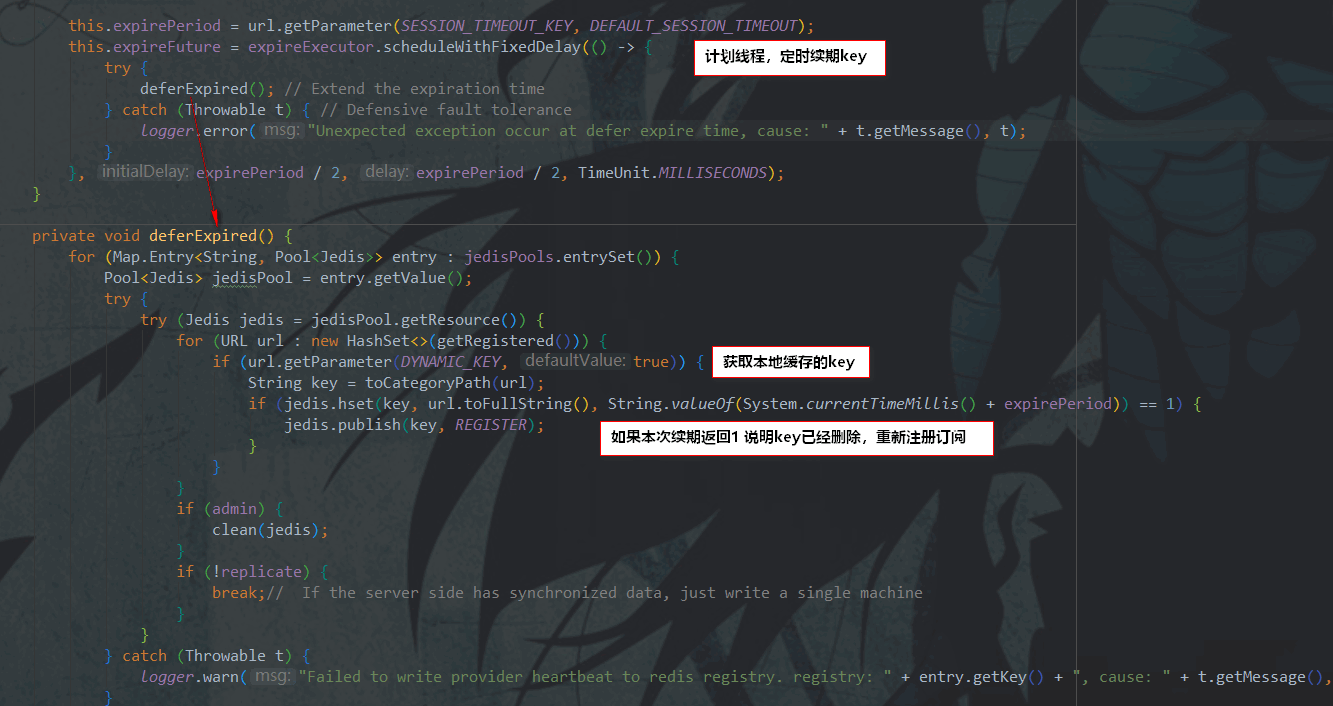 this.expirePeriod = url.getParameter(SESSION_TIMEOUT_KEY, DEFAULT_SESSION_TIMEOUT);
this.expireFuture = expireExecutor.scheduleWithFixedDelay(() -> {
计划线程，定时续期key
try {
deferExpired(); // Extend the expiration time
} catch (Throwable t) { // Defensive fault tolerance
logger.error( msg: "Unexpected exception occur at defer expire time, cause: " + t.getMessage(), t);
}
}, initialDelay: expirePeriod / 2, delay: expirePeriod / 2, TimeUnit.MILLISECONDS);
}
private void deferExpired() {
for (Map.Entry<String, Pool<Jedis>> entry : jedisPools.entrySet()) {
Pool<Jedis> jedisPool = entry.getValue();
try {
try (Jedis jedis = jedisPool.getResource()) {
for (URL url : new HashSet<>(getRegistered())) {
if (url.getParameter(DYNAMIC_KEY, defaultValue: true)) {
获取本地缓存的key
String key = toCategoryPath(url);
if (jedis.hset(key, url.toFullString(), String.valueOf(System.currentTimeMillis() + expirePeriod)) == 1) {
jedis.publish(key, REGISTER);
如果本次续期返回1 说明key已经删除，重新注册订阅
}
}
}
if (admin) {
clean(jedis);
}
if (!replicate) {
break;//  If the server side has synchronized data, just write a single machine
}
}
} catch (Throwable t) {
logger.warn( msg: "Failed to write provider heartbeat to redis registry. registry: " + entry.getKey() + ", cause: " + t.getMessage(),
}